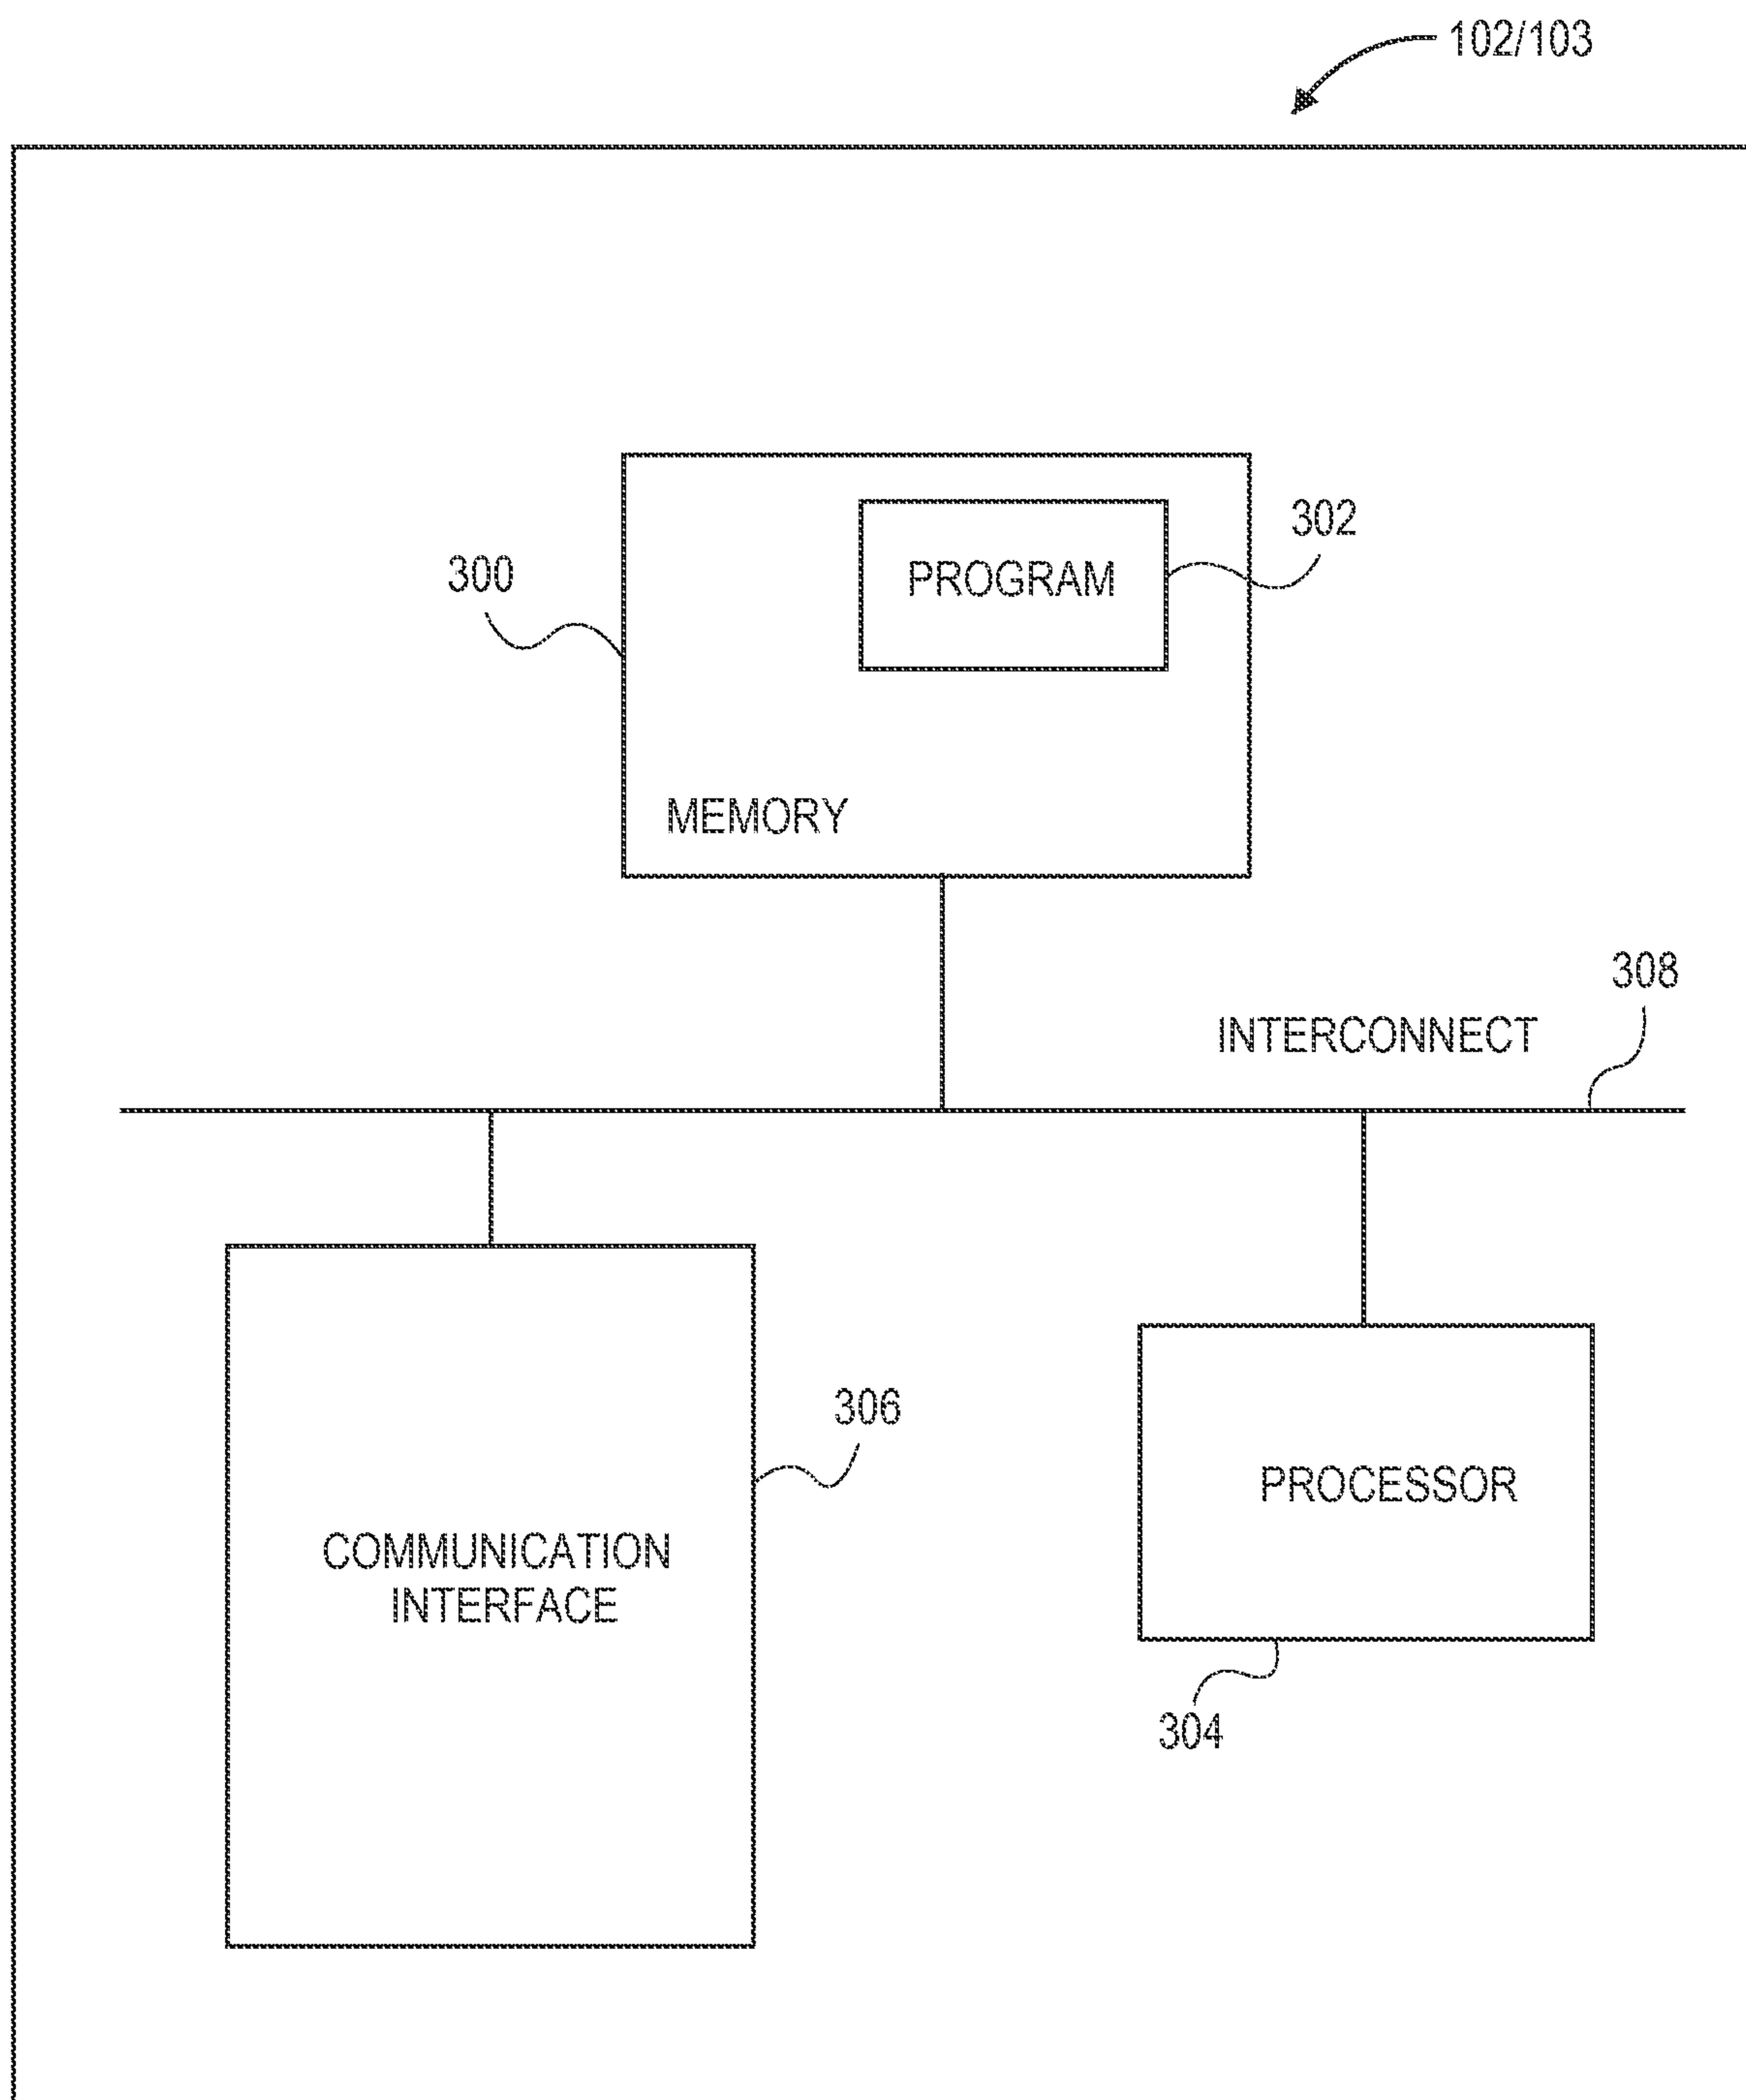 102/103
302
PROGRAM
300
MEMORY
308
INTERCONNECT
306
PROCESSOR
COMMUNICATION
INTERFACE
304